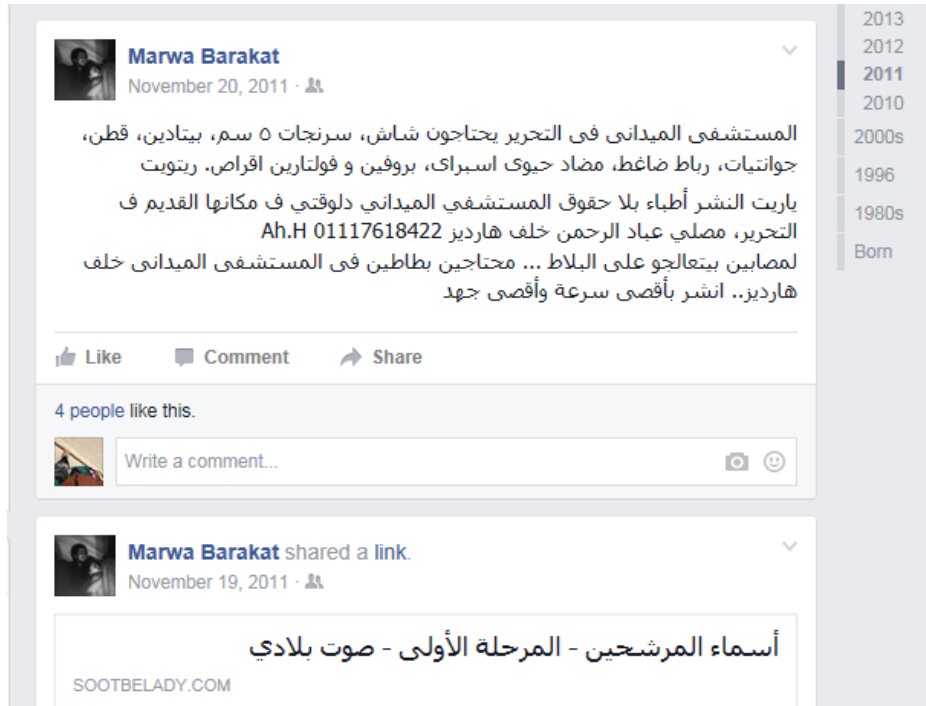 2013
2012
2011
2010
2000s
1996
1980s
Born
Marwa Barakat
November 20, 2011 ·
المستشفى الميدانى فى التحرير يحتاجون شاش، سرنجات ٥ سم، بيتادين، قطن،
جوانتيات، رباط ضاغط، مضاد حيوى اسبراى، بروفين و فولتارين اقراص. ريتويت
ياريت النشر أطباء بلا حقوق المستشفي الميداني دلوقتي ف مكانها القديم ف
التحرير، مصلي عباد الرحمن خلف هارديز Ah.H 01117618422
لمصابين بيتعالجو على البلاط ... محتاجين بطاطين فى المستشفى الميدانى خلف
هارديز.. انشر بأقصى سرعة وأقصى جهد
Like Comment Share
4 people like this.
Write a comment...
Marwa Barakat shared a link.
November 19, 2011 ·
أسماء المرشحين - المرحلة الأولى - صوت بلادي
SOOTBELADY.COM